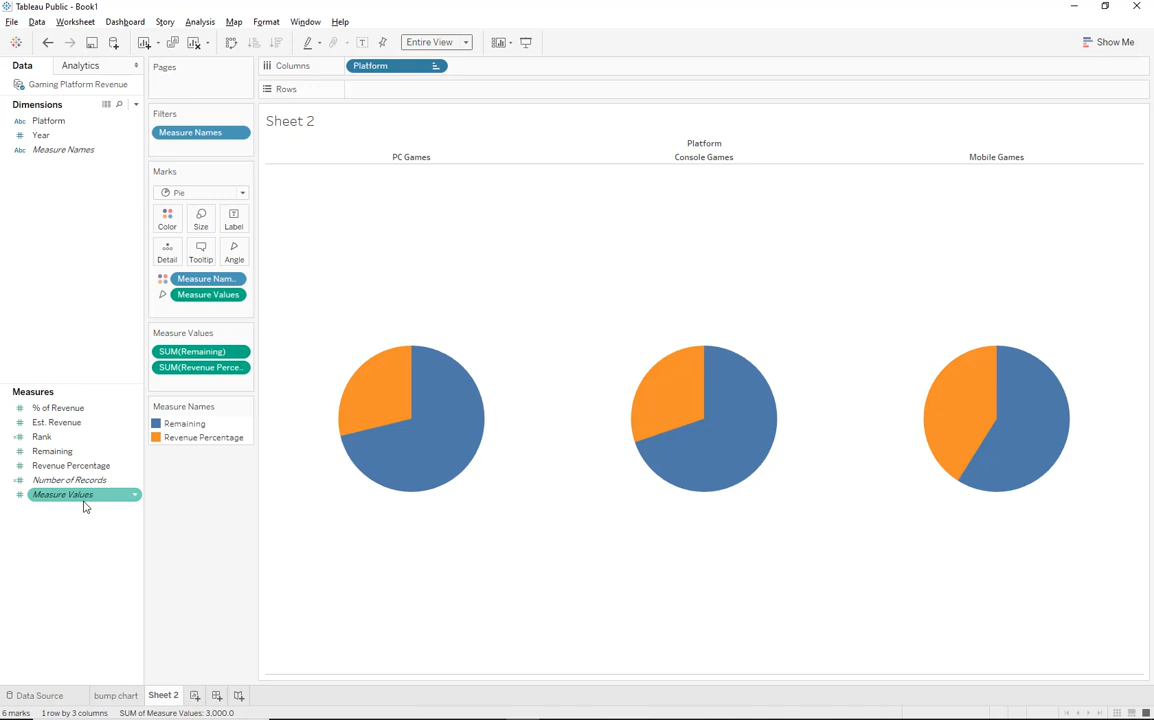 Tableau Public - Book1
File Data Worksheet Dashboard Story Analysis Map Format Window Help
Entire View
Show Me
Data Analytics
Gaming Platform Revenue
Dimensions
Abc Platform
# Year
Abc Measure Names
Measures
# % of Revenue
# Est. Revenue
=# Rank
# Remaining
# Revenue Percentage
=# Number of Records
# Measure Values
Pages
Filters
Measure Names
Marks
Pie
Color Size Label
Detail Tooltip Angle
Measure Nam..
Measure Values
Measure Values
SUM(Remaining)
SUM(Revenue Perce..
Measure Names
Remaining
Revenue Percentage
Columns Platform
Rows
Sheet 2
Platform
PC Games Console Games Mobile Games
Data Source bump chart Sheet 2
6 marks 1 row by 3 columns SUM of Measure Values: 3,000.0